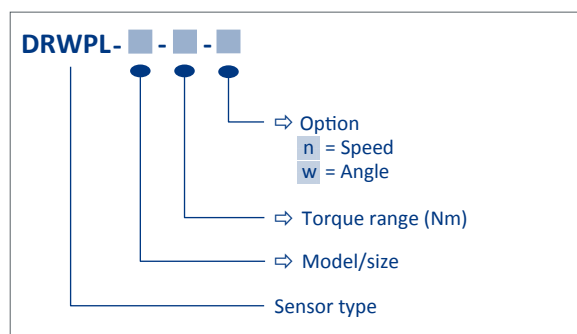 DRWPL- - -
⇨ Option
n = Speed
w = Angle
⇨ Torque range (Nm)
⇨ Model/size
Sensor type